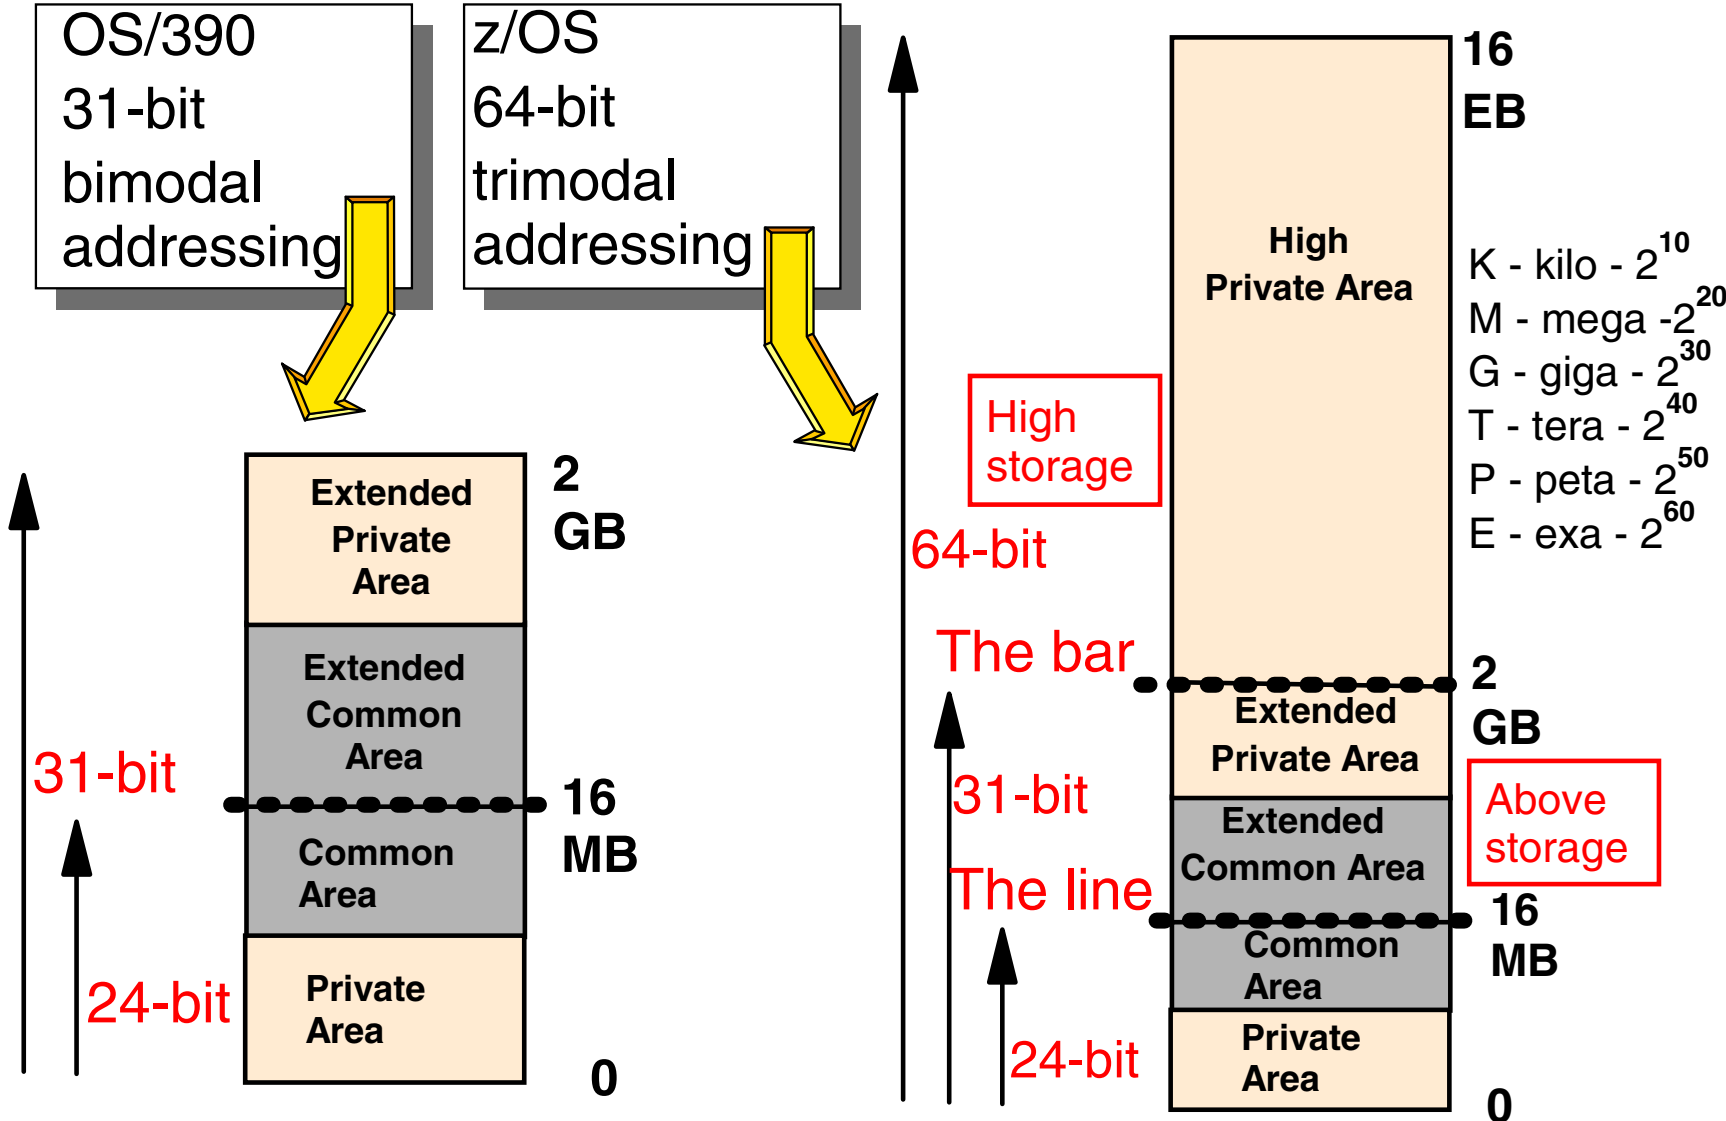 OS/390
31-bit
bimodal
addressing
z/OS
64-bit
trimodal
addressing
Extended
Private
Area
Extended
Common
Area
Common
Area
Private
Area
2
GB
16
MB
0
31-bit
24-bit
16
EB
High
Private Area
K - kilo - 2^10
M - mega -2^20
G - giga - 2^30
T - tera - 2^40
P - peta - 2^50
E - exa - 2^60
High
storage
64-bit
The bar
2
GB
Extended
Private Area
31-bit
Above
storage
Extended
Common Area
The line
16
MB
Common
Area
24-bit
Private
Area
0